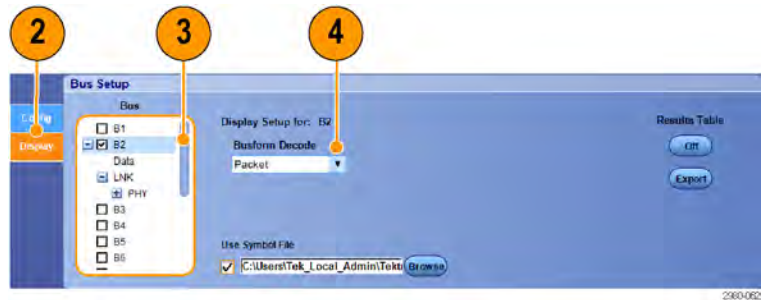 2
3
4
Bus Setup
Config
Display
Bus
B1
B2
Data
LNK
PHY
B3
B4
B5
B6
Display Setup for: B2
Busform Decode
Packet
Use Symbol File
C:\Users\Tek_Local_Admin\Tekt
Browse
Results Table
Off
Export
2980-062